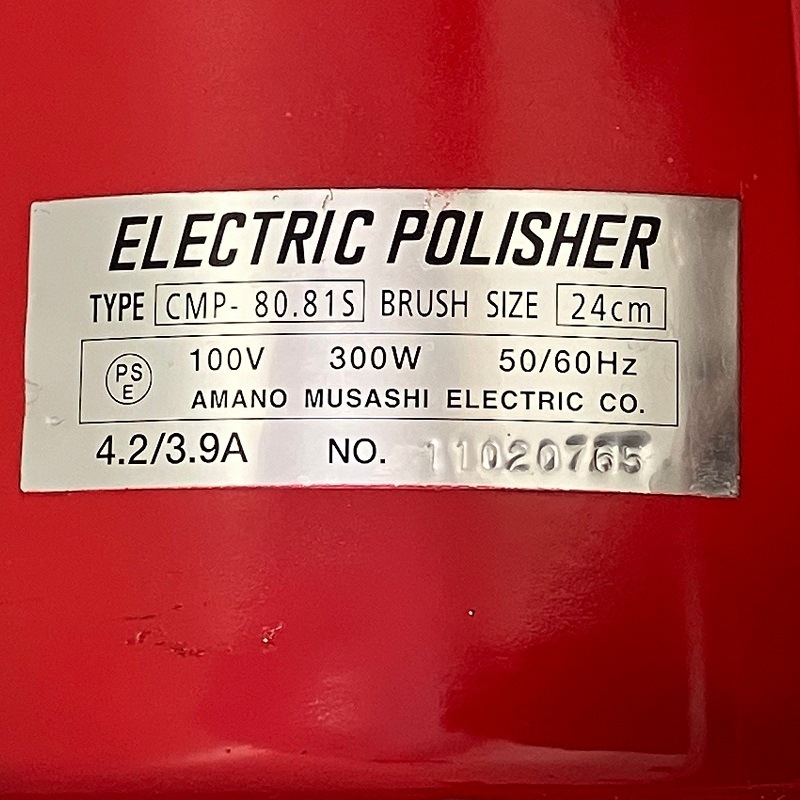 ELECTRIC POLISHER
TYPE CMP- 80.81S BRUSH SIZE 24cm
PS
E
100V 300W 50/60Hz
AMANO MUSASHI ELECTRIC CO.
4.2/3.9A NO. 11020765